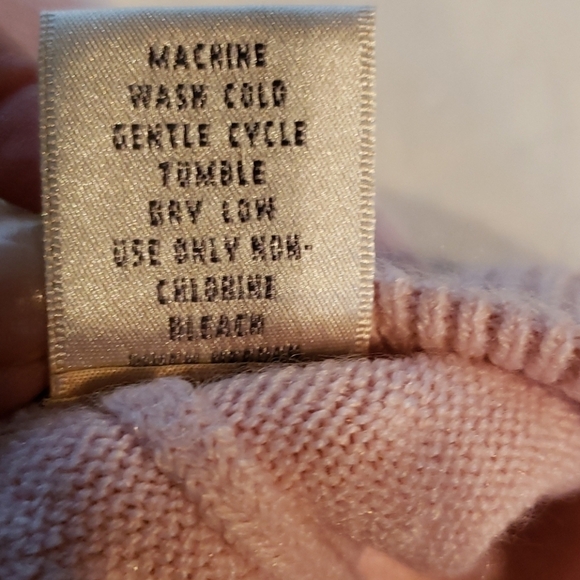 MACHINE
WASH COLD
GENTLE CYCLE
TUMBLE
DRY LOW
USE ONLY NON-
CHLORINE
BLEACH